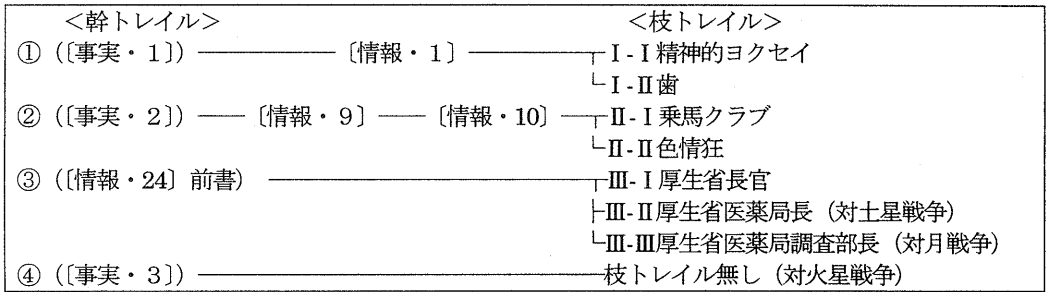 ＜幹トレイル＞ ＜枝トレイル＞
① (〔事実・1〕) ―――― 〔情報・1〕 ――――┬Ⅰ-Ⅰ精神的ヨクセイ
└Ⅰ-Ⅱ歯
② (〔事実・2〕) ―― 〔情報・9〕 ―― 〔情報・10〕 ―┬Ⅱ-Ⅰ乗馬クラブ
└Ⅱ-Ⅱ色情狂
③ (〔情報・24〕前書) ――――――――――┬Ⅲ-Ⅰ厚生省長官
├Ⅲ-Ⅱ厚生省医薬局長（対土星戦争）
└Ⅲ-Ⅲ厚生省医薬局調査部長（対月戦争）
④ (〔事実・3〕) ――――――――――――枝トレイル無し（対火星戦争）